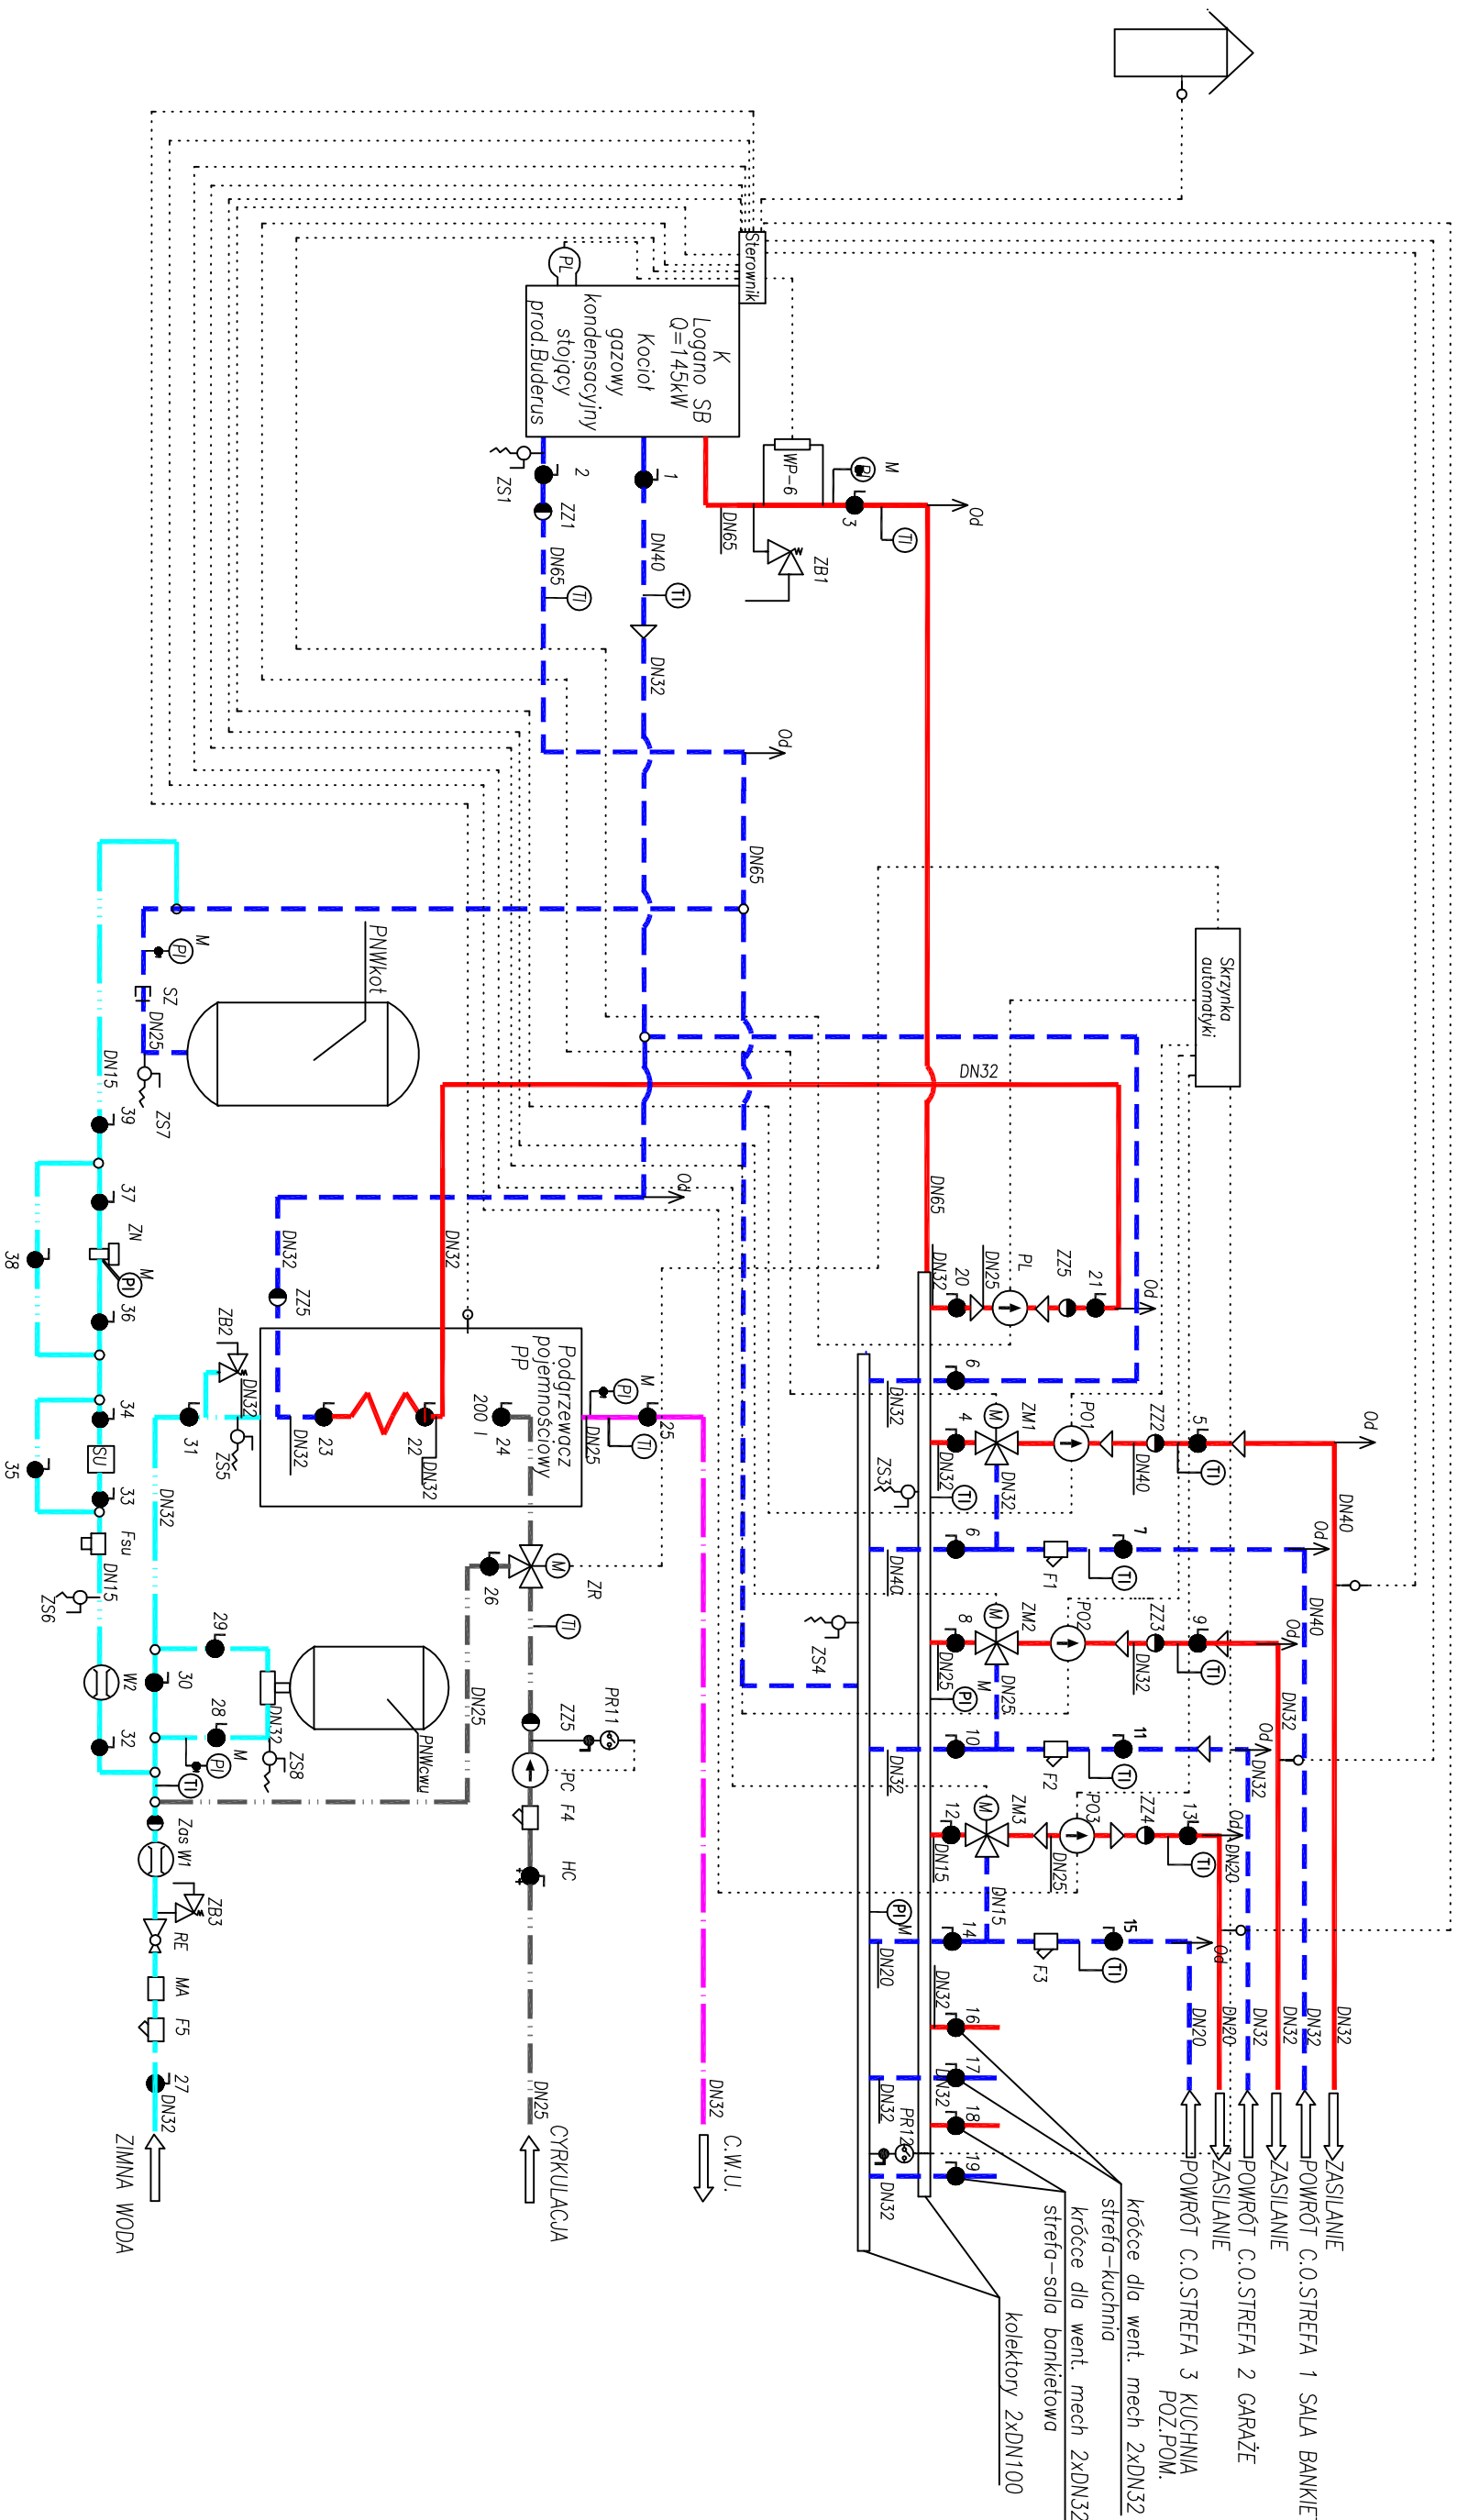 Sterownik
K
Logano SB
Q=145kW
Kocioł
gazowy
kondensacyjny
stojący
prod.Buderus
PL
WP-6
M
PI
3
TI
Od
DN65
ZB1
1
2
ZS1
ZZ1
DN40
DN65
TI
TI
DN32
Od
DN65
Skrzynka
automatyki
PNWkot
M
PI
SZ
DN25
ZS7
DN15
39
37
ZN
M
PI
38
36
34
SU
35
33
Fsu
DN15
ZS6
W2
32
DN32
DN65
DN32
Od
DN32
ZZ5
ZB2
DN32
31
ZS5
DN32
23
22
DN32
24
200 l
Podgrzewacz
pojemnościowy
PP
M
PI
DN25
TI
25
DN32
DN32
DN25
20
PL
ZZ5
21
Od
6
DN32
4
DN32
M
ZM1
PO1
ZZ2
5
DN40
TI
Od
DN40
ZS3
TI
DN32
6
DN40
F1
7
TI
Od
DN40
ZS4
8
DN25
M
ZM2
PO2
ZZ3
9
DN32
TI
Od
DN32
PI
M
DN25
10
DN32
F2
11
TI
Od
DN32
12
DN15
M
ZM3
PO3
ZZ4
13
DN25
TI
Od
DN20
DN15
PI
M
14
DN20
F3
15
TI
Od
DN32
16
17
DN32
DN32
18
PR12
19
DN32
26
M
ZR
TI
DN25
ZZ5
PR11
PC
F4
HC
DN25
DN32
29
30
28
DN32
M
PI
TI
ZS8
PNWcwu
Zas
W1
ZB3
RE
MA
F5
27
DN32
ZIMNA WODA
CYRKULACJA
C.W.U.
DN20
DN20
DN32
DN32
DN32
DN32
ZASILANIE
POWRÓT C.O.STREFA 1 SALA BANKIE
ZASILANIE
POWRÓT C.O.STREFA 2 GARAŻE
ZASILANIE
POWRÓT C.O.STREFA 3 KUCHNIA
POZ.POM.
króćce dla went. mech 2xDN32
strefa-kuchnia
króćce dla went. mech 2xDN32
strefa-sala bankietowa
kolektory 2xDN100